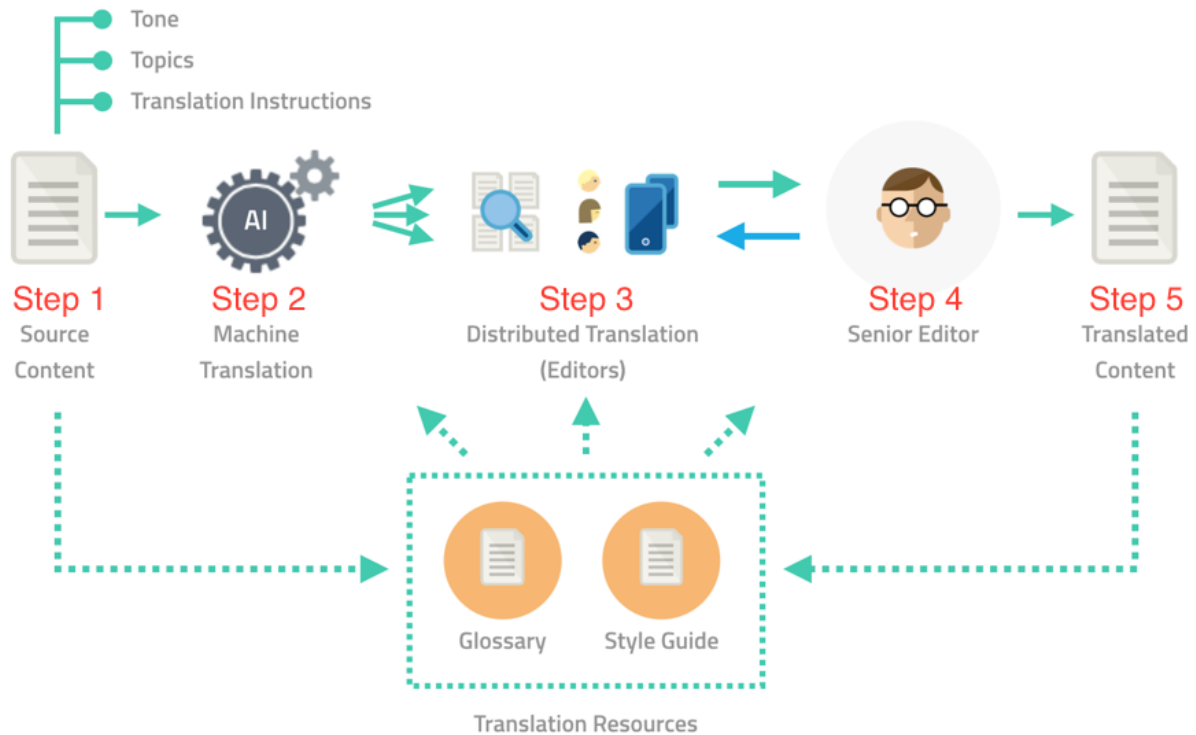 Tone
Topics
Translation Instructions
AI
Step 1
Source
Content
Step 2
Machine
Translation
Step 3
Distributed Translation
(Editors)
Step 4
Senior Editor
Step 5
Translated
Content
Glossary
Style Guide
Translation Resources